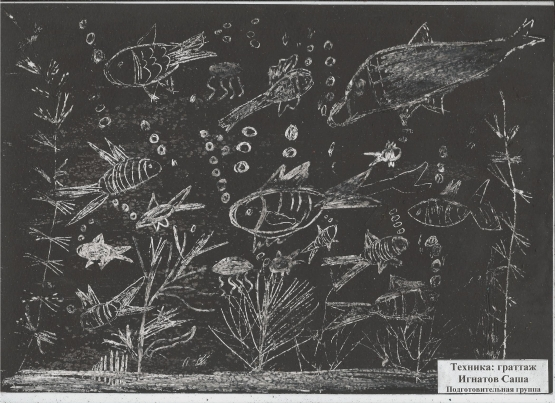 Техника: граттаж
Игнатов Саша
Подготовительная группа